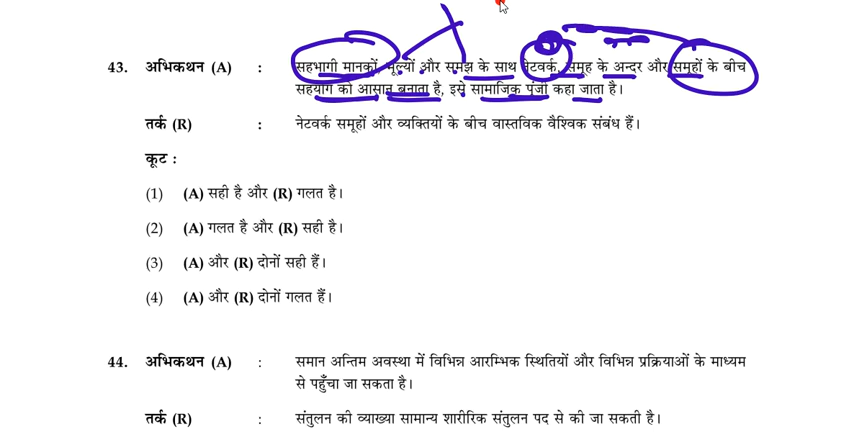 43. अभिकथन (A) : सहभागी मानकों, मूल्यों और समझ के साथ नेटवर्क, समूह के अन्दर और समूहों के बीच
सहयोग को आसान बनाता है, इसे सामाजिक पूंजी कहा जाता है।
तर्क (R) : नेटवर्क समूहों और व्यक्तियों के बीच वास्तविक वैश्विक संबंध हैं।
कूट :
(1) (A) सही है और (R) गलत है।
(2) (A) गलत है और (R) सही है।
(3) (A) और (R) दोनों सही हैं।
(4) (A) और (R) दोनों गलत हैं।
44. अभिकथन (A) : समान अन्तिम अवस्था में विभिन्न आरम्भिक स्थितियों और विभिन्न प्रक्रियाओं के माध्यम
से पहुँचा जा सकता है।
तर्क (R) : संतुलन की व्याख्या सामान्य शारीरिक संतुलन पद से की जा सकती है।